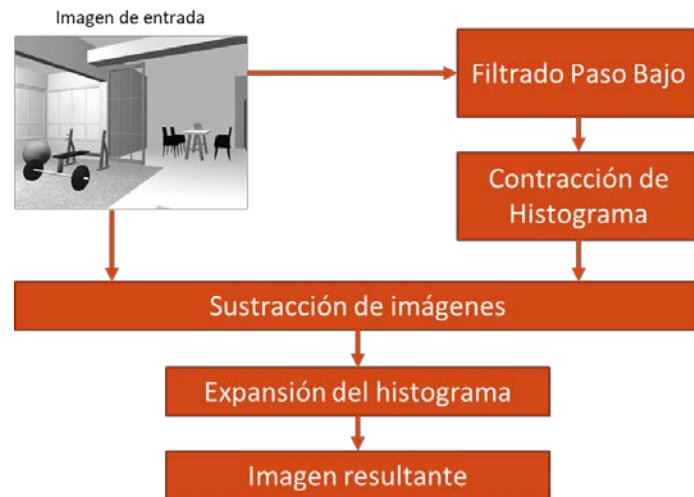 Imagen de entrada
Filtrado Paso Bajo
Contracción de
Histograma
Sustracción de imágenes
Expansión del histograma
Imagen resultante